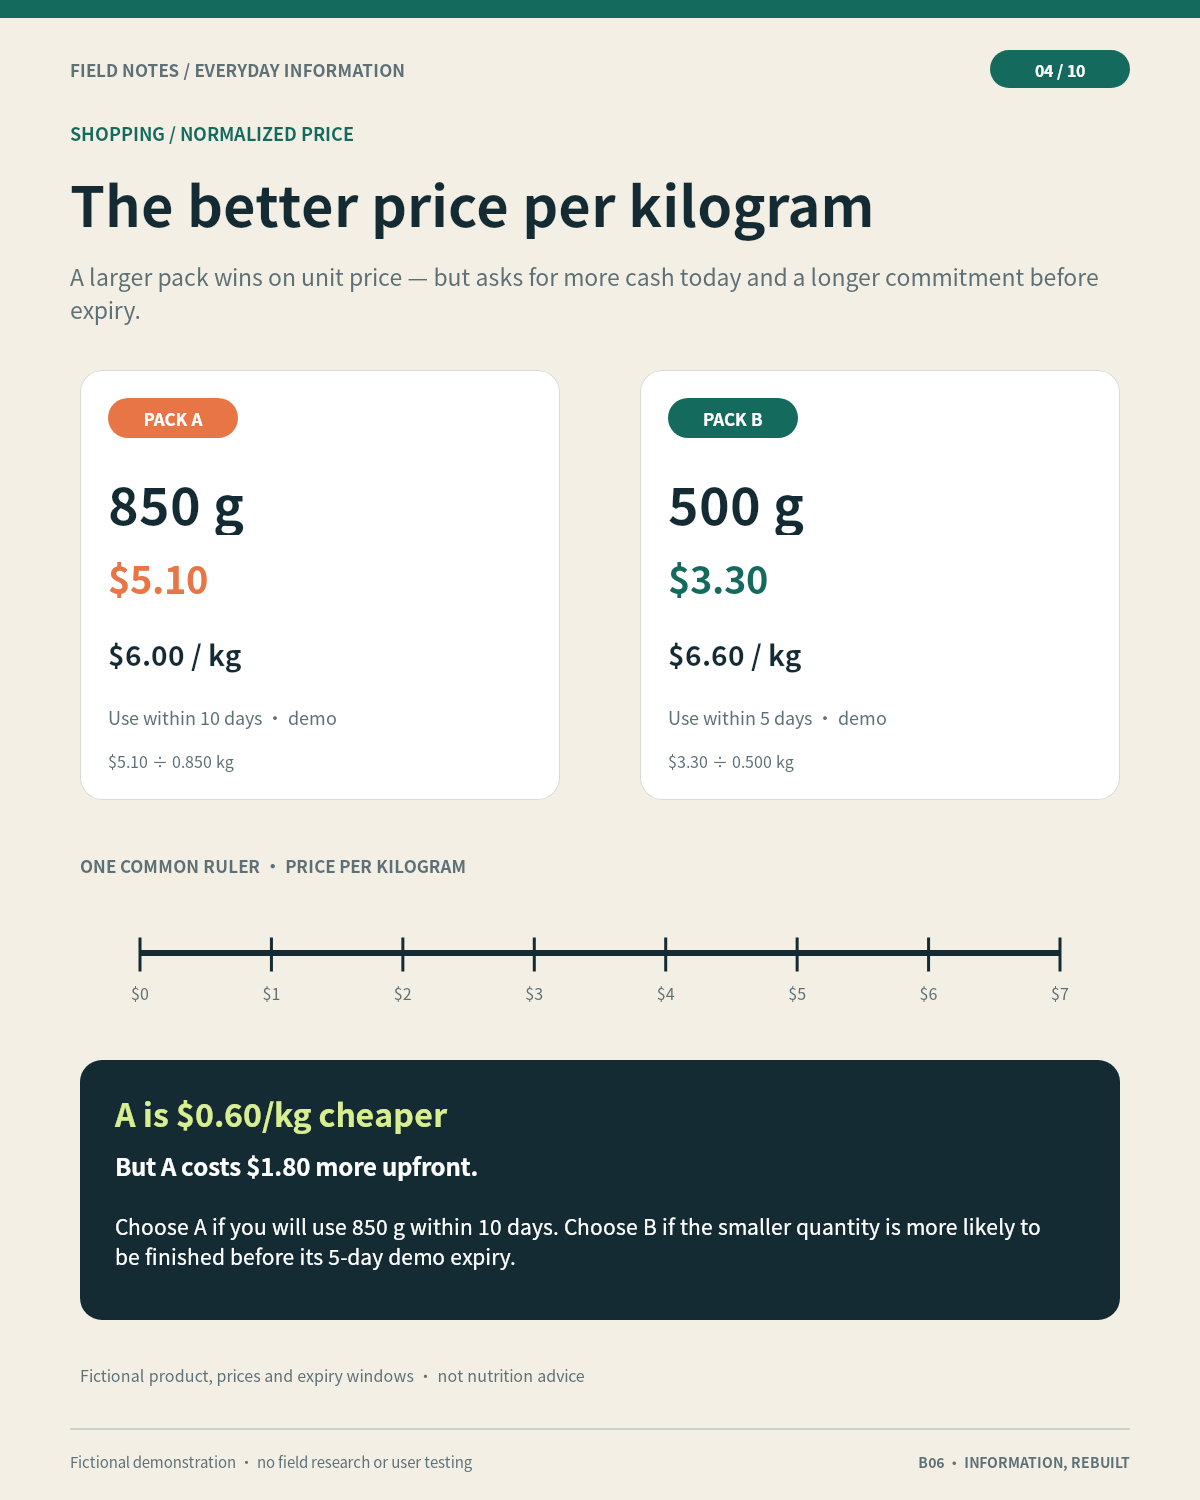 FIELD NOTES / EVERYDAY INFORMATION
04 / 10
SHOPPING / NORMALIZED PRICE
The better price per kilogram
A larger pack wins on unit price — but asks for more cash today and a longer commitment before
expiry.
PACK A
850 g
$5.10
$6.00 / kg
Use within 10 days • demo
$5.10 ÷ 0.850 kg
PACK B
500 g
$3.30
$6.60 / kg
Use within 5 days • demo
$3.30 ÷ 0.500 kg
ONE COMMON RULER • PRICE PER KILOGRAM
$0 $1 $2 $3 $4 $5 $6 $7
A is $0.60/kg cheaper
But A costs $1.80 more upfront.
Choose A if you will use 850 g within 10 days. Choose B if the smaller quantity is more likely to
be finished before its 5-day demo expiry.
Fictional product, prices and expiry windows • not nutrition advice
Fictional demonstration • no field research or user testing
B06 • INFORMATION, REBUILT